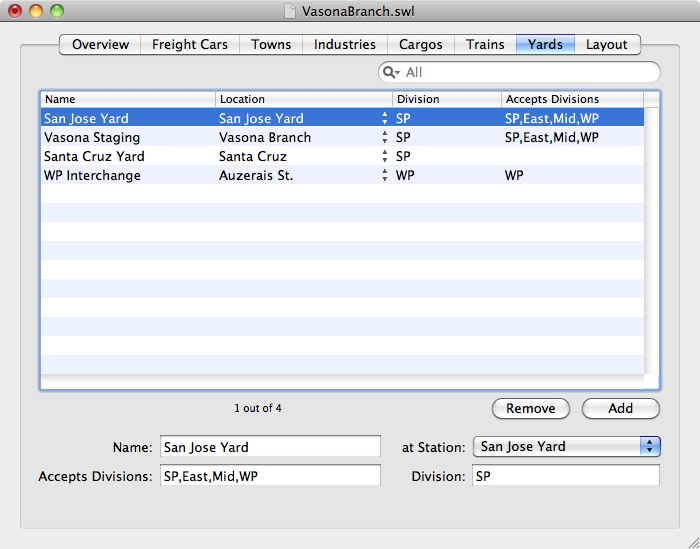 VasonaBranch.swl
Overview Freight Cars Towns Industries Cargos Trains Yards Layout
All
Name Location Division Accepts Divisions
San Jose Yard San Jose Yard SP SP,East,Mid,WP
Vasona Staging Vasona Branch SP SP,East,Mid,WP
Santa Cruz Yard Santa Cruz SP
WP Interchange Auzerais St. WP WP
1 out of 4 Remove Add
Name: San Jose Yard at Station: San Jose Yard
Accepts Divisions: SP,East,Mid,WP Division: SP